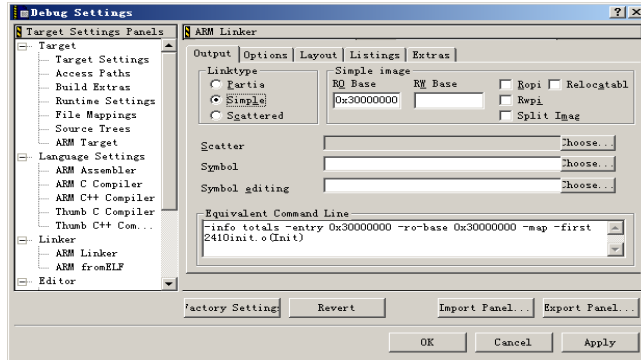 Debug Settings
Target Settings Panels
Target
Target Settings
Access Paths
Build Extras
Runtime Settings
File Mappings
Source Trees
ARM Target
Language Settings
ARM Assembler
ARM C Compiler
ARM C++ Compiler
Thumb C Compiler
Thumb C++ Com...
Linker
ARM Linker
ARM fromELF
Editor
ARM Linker
Output Options Layout Listings Extras
Linktype
Partia
Simple
Scattered
Simple image
RO Base RW Base
0x30000000
Ropi Relocatabl
Rwpi
Split Imag
Scatter Choose...
Symbol Choose...
Symbol editing Choose...
Equivalent Command Line
-info totals -entry 0x30000000 -ro-base 0x30000000 -map -first
2410init.o(Init)
Factory Setting: Revert Import Panel... Export Panel...
OK Cancel Apply